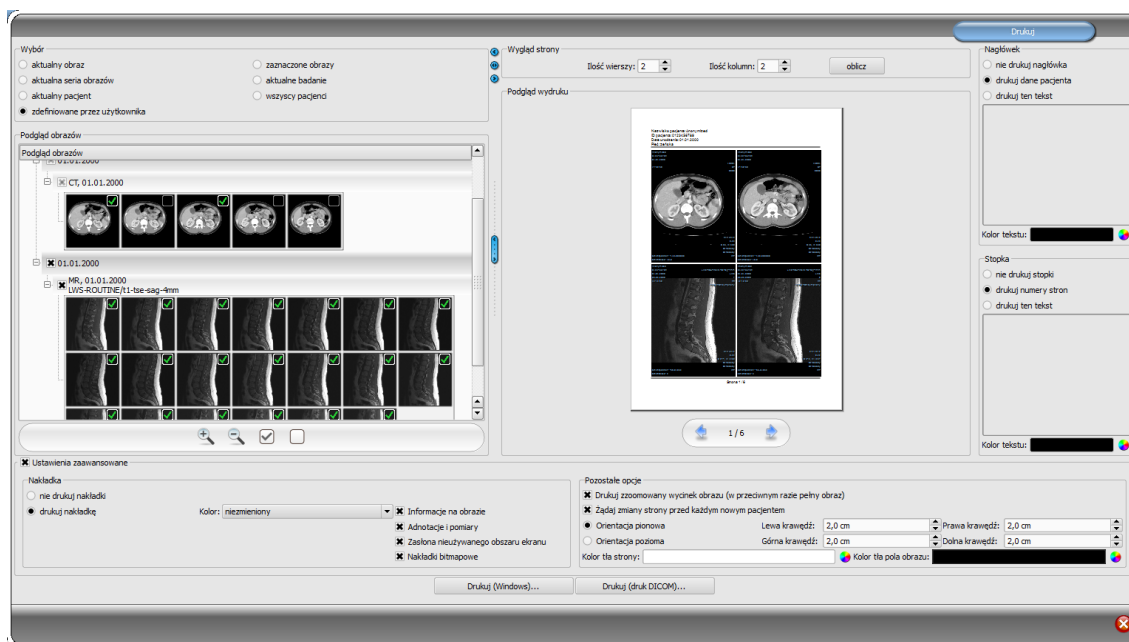 Drukuj
Wybór
aktualny obraz
zaznaczone obrazy
aktualna seria obrazów
aktualne badanie
aktualny pacjent
wszyscy pacjenci
zdefiniowane przez użytkownika
Wygląd strony
Ilość wierszy: 2
Ilość kolumn: 2
oblicz
Nagłówek
nie drukuj nagłówka
drukuj dane pacjenta
drukuj ten tekst
Kolor tekstu:
Podgląd obrazów
Podgląd obrazów
01.01.2000
CT, 01.01.2000
01.01.2000
MR, 01.01.2000
LWS-ROUTINE/t1-tse-sag-4mm
Podgląd wydruku
Strona 1 / 6
1 / 6
Stopka
nie drukuj stopki
drukuj numery stron
drukuj ten tekst
Kolor tekstu:
Ustawienia zaawansowane
Nakładka
nie drukuj nakładki
drukuj nakładkę
Kolor: niezmieniony
Informacje na obrazie
Adnotacje i pomiary
Zasłona nieużywanego obszaru ekranu
Nakładki bitmapowe
Pozostałe opcje
Drukuj zzoomowany wycinek obrazu (w przeciwnym razie pełny obraz)
Żądaj zmiany strony przed każdym nowym pacjentem
Orientacja pionowa
Lewa krawędź: 2,0 cm
Prawa krawędź: 2,0 cm
Orientacja pozioma
Górna krawędź: 2,0 cm
Dolna krawędź: 2,0 cm
Kolor tła strony:
Kolor tła pola obrazu:
Drukuj (Windows)...
Drukuj (druk DICOM)...